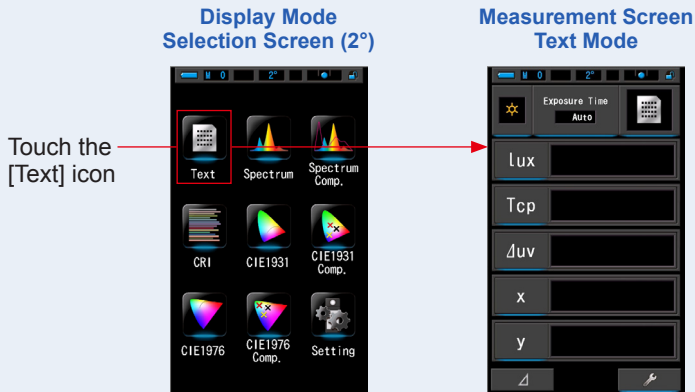 Display Mode
Selection Screen (2°)
Measurement Screen
Text Mode
M 0 2°
M 0 2°
Touch the
[Text] icon
Text Spectrum Spectrum
Comp.
CRI CIE1931 CIE1931
Comp.
CIE1976 CIE1976
Comp. Setting
Exposure Time
Auto
lux
Tcp
⊿uv
x
y
⊿